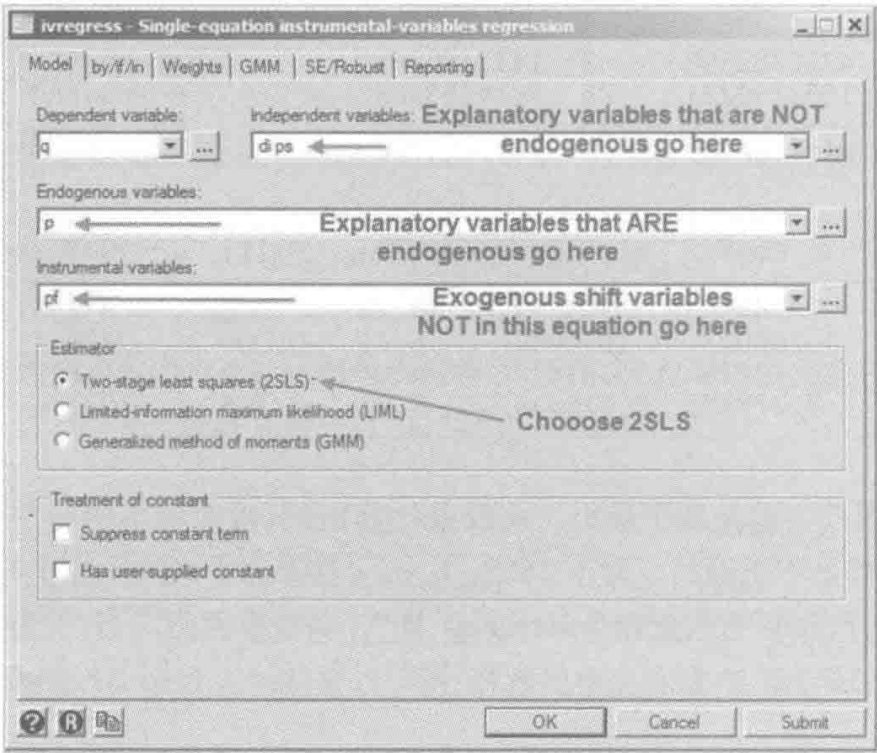 ivregress - Single-equation instrumental-variables regression
Model by/if/in Weights GMM SE/Robust Reporting
Dependent variable: Independent variables: Explanatory variables that are NOT
q ... di ps endogenous go here ...
Endogenous variables:
p Explanatory variables that ARE ...
endogenous go here
Instrumental variables:
pf Exogenous shift variables ...
NOT in this equation go here
Estimator
Two-stage least squares (2SLS)
Limited-information maximum likelihood (LIML)
Chooose 2SLS
Generalized method of moments (GMM)
Treatment of constant
Suppress constant term
Has user-supplied constant
? R OK Cancel Submit